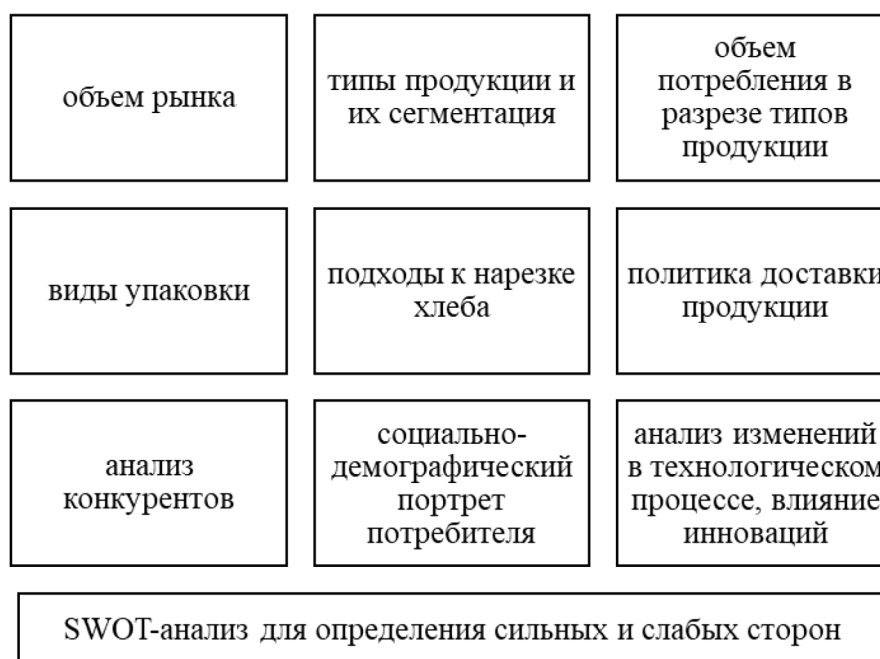 объем рынка
типы продукции и
их сегментация
объем
потребления в
разрезе типов
продукции
виды упаковки
подходы к нарезке
хлеба
политика доставки
продукции
анализ
конкурентов
социально-
демографический
портрет
потребителя
анализ изменений
в технологическом
процессе, влияние
инноваций
SWOT-анализ для определения сильных и слабых сторон